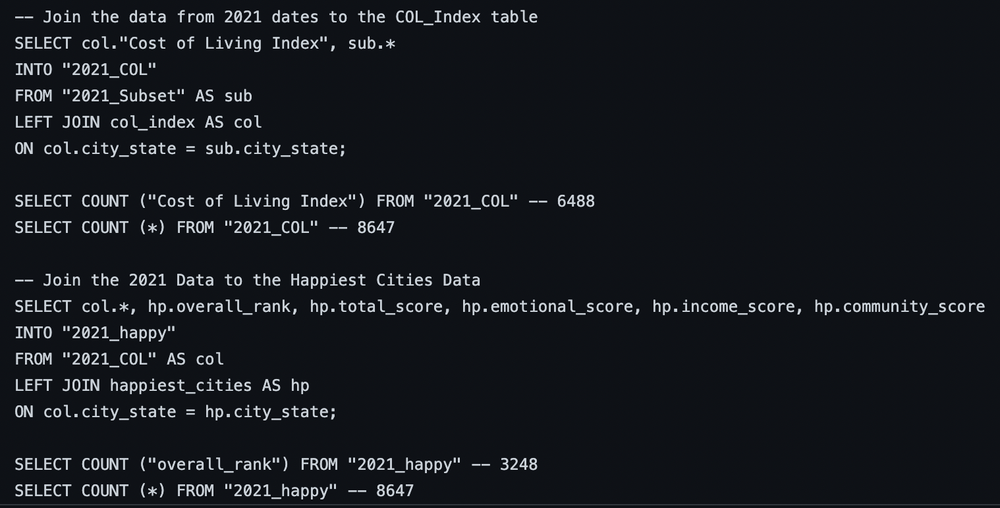 -- Join the data from 2021 dates to the COL_Index table
SELECT col."Cost of Living Index", sub.*
INTO "2021_COL"
FROM "2021_Subset" AS sub
LEFT JOIN col_index AS col
ON col.city_state = sub.city_state;

SELECT COUNT ("Cost of Living Index") FROM "2021_COL" -- 6488
SELECT COUNT (*) FROM "2021_COL" -- 8647

-- Join the 2021 Data to the Happiest Cities Data
SELECT col.*, hp.overall_rank, hp.total_score, hp.emotional_score, hp.income_score, hp.community_score
INTO "2021_happy"
FROM "2021_COL" AS col
LEFT JOIN happiest_cities AS hp
ON col.city_state = hp.city_state;

SELECT COUNT ("overall_rank") FROM "2021_happy" -- 3248
SELECT COUNT (*) FROM "2021_happy" -- 8647